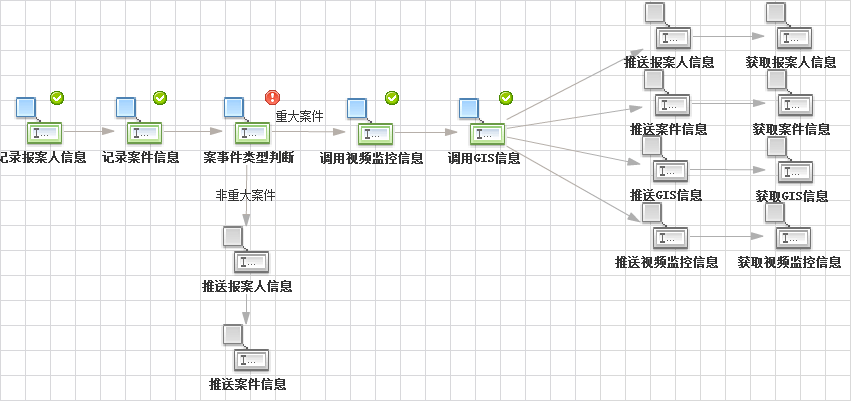 I...
I...
推送报案人信息
获取报案人信息
I...
I...
推送案件信息
获取案件信息
重大案件
I...
I...
I...
I...
I...
记录报案人信息
记录案件信息
案事件类型判断
调用视频监控信息
调用GIS信息
I...
I...
推送GIS信息
获取GIS信息
非重大案件
I...
I...
推送视频监控信息
获取视频监控信息
I...
推送报案人信息
I...
推送案件信息